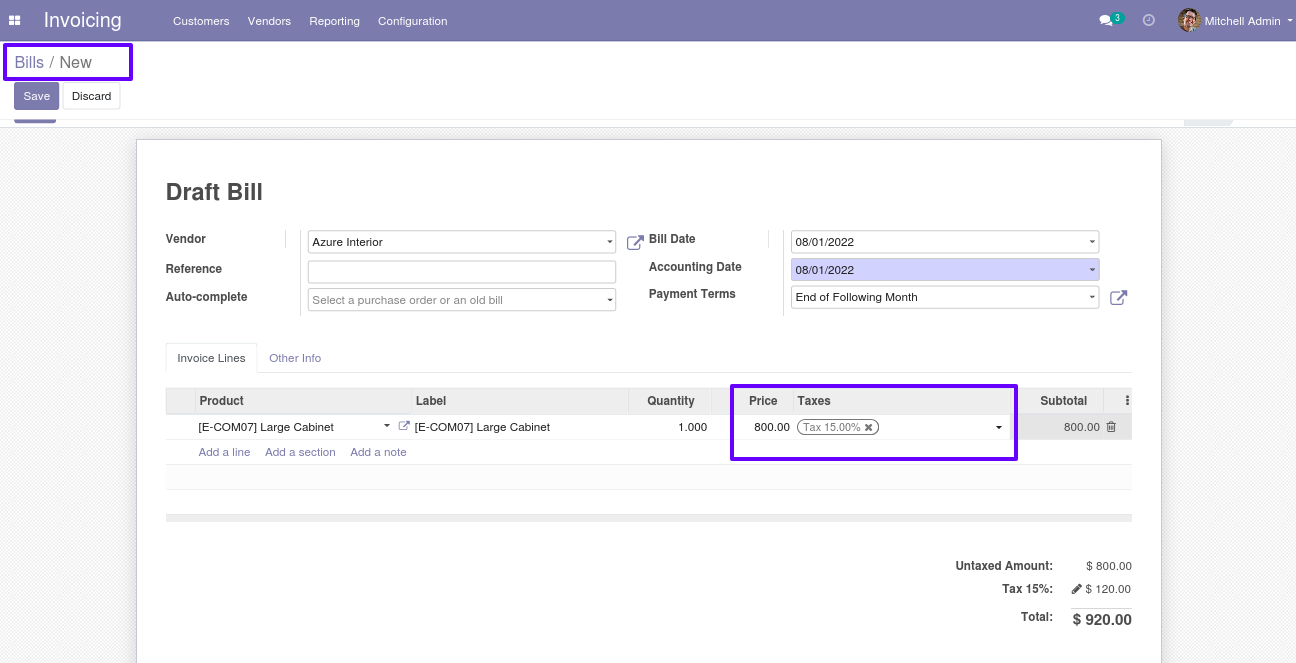 Invoicing Customers Vendors Reporting Configuration 3 Mitchell Admin
Bills / New
Save Discard
Draft Bill
Vendor Azure Interior Bill Date 08/01/2022
Reference Accounting Date 08/01/2022
Auto-complete Select a purchase order or an old bill Payment Terms End of Following Month
Invoice Lines Other Info
Product Label Quantity Price Taxes Subtotal
[E-COM07] Large Cabinet [E-COM07] Large Cabinet 1.000 800.00 Tax 15.00% 800.00
Add a line Add a section Add a note
Untaxed Amount: $ 800.00
Tax 15%: $ 120.00
Total: $ 920.00